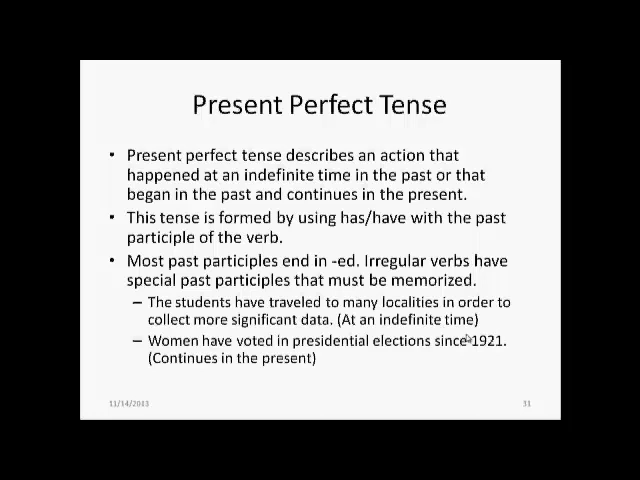 Present Perfect Tense
• Present perfect tense describes an action that
happened at an indefinite time in the past or that
began in the past and continues in the present.
• This tense is formed by using has/have with the past
participle of the verb.
• Most past participles end in -ed. Irregular verbs have
special past participles that must be memorized.
– The students have traveled to many localities in order to
collect more significant data. (At an indefinite time)
– Women have voted in presidential elections since 1921.
(Continues in the present)
11/14/2013
31